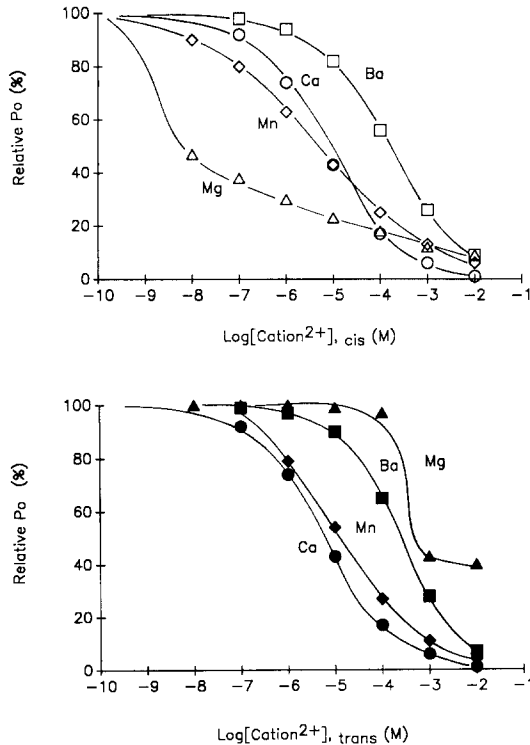 100
80
60
40
20
0
Relative Po (%)
Ca
Ba
Mn
Mg
−10 −9 −8 −7 −6 −5 −4 −3 −2 −1
Log[Cation²⁺], cis (M)
100
80
60
40
20
0
Relative Po (%)
Mg
Ba
Mn
Ca
−10 −9 −8 −7 −6 −5 −4 −3 −2 −1
Log[Cation²⁺], trans (M)